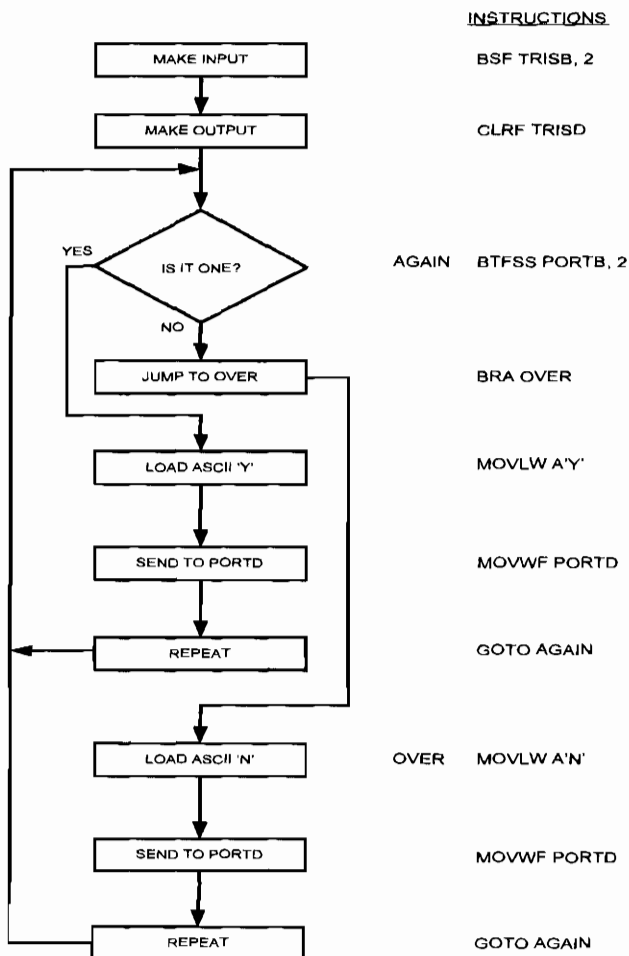 INSTRUCTIONS
MAKE INPUT BSF TRISB, 2
MAKE OUTPUT CLRF TRISD
YES
IS IT ONE? AGAIN BTFSS PORTB, 2
NO
JUMP TO OVER BRA OVER
LOAD ASCII 'Y' MOVLW A'Y'
SEND TO PORTD MOVWF PORTD
REPEAT GOTO AGAIN
LOAD ASCII 'N' OVER MOVLW A'N'
SEND TO PORTD MOVWF PORTD
REPEAT GOTO AGAIN